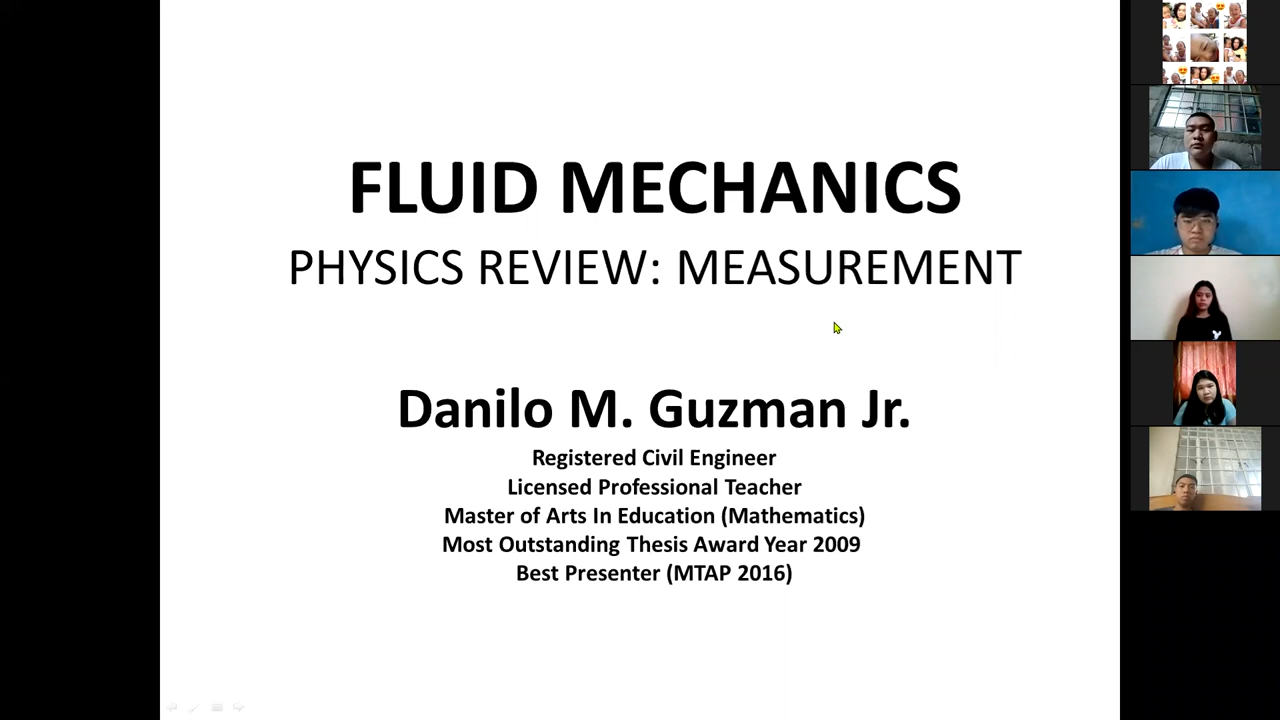 FLUID MECHANICS
PHYSICS REVIEW: MEASUREMENT
Danilo M. Guzman Jr.
Registered Civil Engineer
Licensed Professional Teacher
Master of Arts In Education (Mathematics)
Most Outstanding Thesis Award Year 2009
Best Presenter (MTAP 2016)